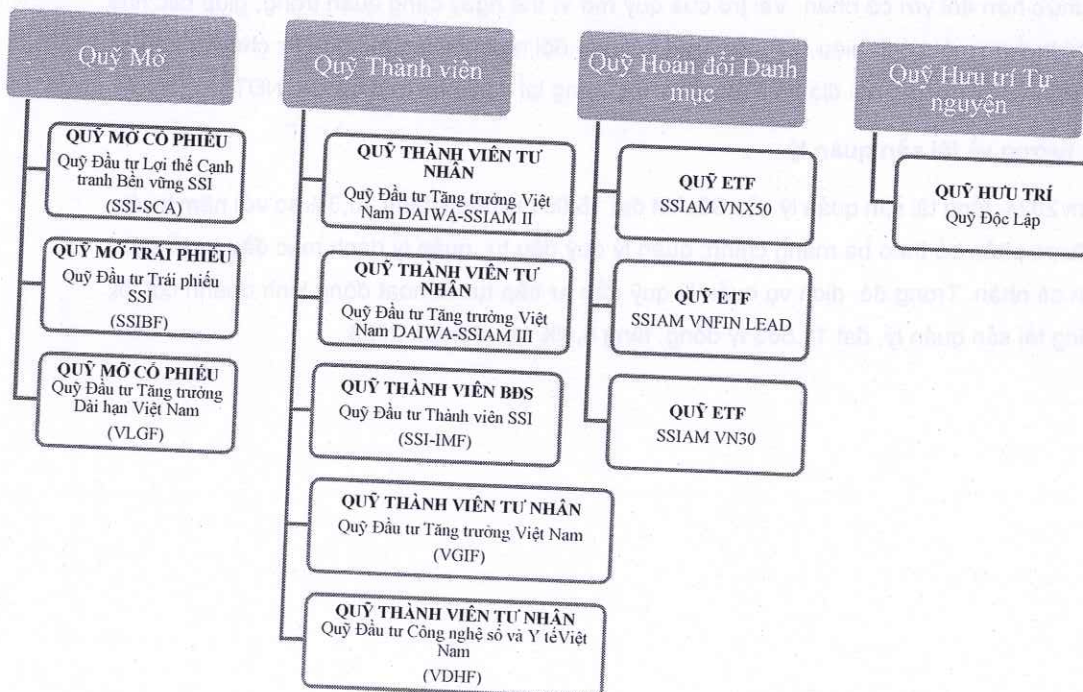 Quỹ Mở
QUỸ MỞ CỔ PHIẾU
Quỹ Đầu tư Lợi thế Cạnh
tranh Bền vững SSI
(SSI-SCA)
QUỸ MỞ TRÁI PHIẾU
Quỹ Đầu tư Trái phiếu
SSI
(SSIBF)
QUỸ MỞ CỔ PHIẾU
Quỹ Đầu tư Tăng trưởng
Dài hạn Việt Nam
(VLGF)
Quỹ Thành viên
QUỸ THÀNH VIÊN TƯ
NHÂN
Quỹ Đầu tư Tăng trưởng Việt
Nam DAIWA-SSIAM II
QUỸ THÀNH VIÊN TƯ
NHÂN
Quỹ Đầu tư Tăng trưởng Việt
Nam DAIWA-SSIAM III
QUỸ THÀNH VIÊN BĐS
Quỹ Đầu tư Thành viên SSI
(SSI-IMF)
QUỸ THÀNH VIÊN TƯ NHÂN
Quỹ Đầu tư Tăng trưởng Việt Nam
(VGIF)
QUỸ THÀNH VIÊN TƯ NHÂN
Quỹ Đầu tư Công nghệ số và Y tếViệt
Nam
(VDHF)
Quỹ Hoán đổi Danh
mục
QUỸ ETF
SSIAM VNX50
QUỸ ETF
SSIAM VNFIN LEAD
QUỸ ETF
SSIAM VN30
Quỹ Hưu trí Tự
nguyện
QUỸ HƯU TRÍ
Quỹ Độc Lập